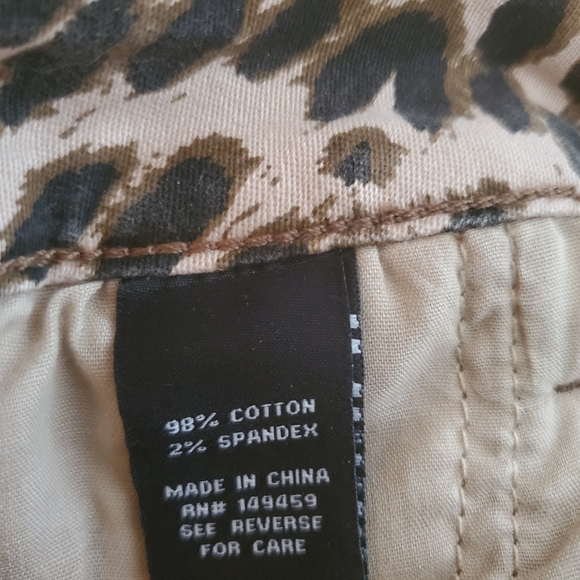 98% COTTON
2% SPANDEX
MADE IN CHINA
RN# 149459
SEE REVERSE
FOR CARE